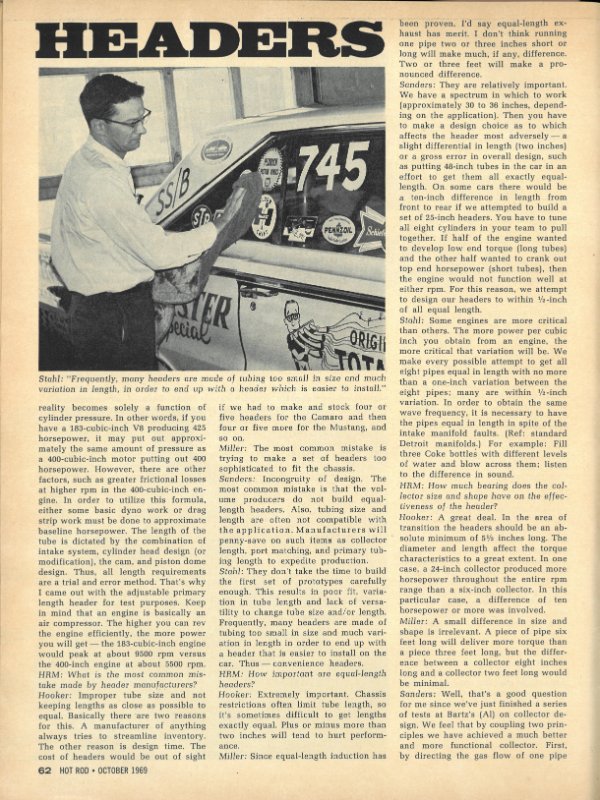 HEADERS
SS/B
-745
PENNZOIL
STER
Special
ORIGI
TOTA
Stahl: "Frequently, many headers are made of tubing too small in size and much
variation in length, in order to end up with a header which is easier to install."
reality becomes solely a function of
cylinder pressure. In other words, if you
have a 183-cubic-inch V8 producing 425
horsepower, it may put out approxi-
mately the same amount of pressure as
a 400-cubic-inch motor putting out 400
horsepower. However, there are other
factors, such as greater frictional losses
at higher rpm in the 400-cubic-inch en-
gine. In order to utilize this formula,
either some basic dyno work or drag
strip work must be done to approximate
baseline horsepower. The length of the
tube is dictated by the combination of
intake system, cylinder head design (or
modification), the cam, and piston dome
design. Thus, all length requirements
are a trial and error method. That's why
I came out with the adjustable primary
length header for test purposes. Keep
in mind that an engine is basically an
air compressor. The higher you can rev
the engine efficiently, the more power
you will get — the 183-cubic-inch engine
would peak at about 9500 rpm versus
the 400-inch engine at about 5500 rpm.
HRM: What is the most common mis-
take made by header manufacturers?
Hooker: Improper tube size and not
keeping lengths as close as possible to
equal. Basically there are two reasons
for this. A manufacturer of anything
always tries to streamline inventory.
The other reason is design time. The
cost of headers would be out of sight
if we had to make and stock four or
five headers for the Camaro and then
four or five more for the Mustang, and
so on.
Miller: The most common mistake is
trying to make a set of headers too
sophisticated to fit the chassis.
Sanders: Incongruity of design. The
most common mistake is that the vol-
ume producers do not build equal-
length headers. Also, tubing size and
length are often not compatible with
the application. Manufacturers will
penny-save on such items as collector
length, port matching, and primary tub-
ing length to expedite production.
Stahl: They don't take the time to build
the first set of prototypes carefully
enough. This results in poor fit, varia-
tion in tube length and lack of versa-
tility to change tube size and/or length.
Frequently, many headers are made of
tubing too small in size and much vari-
ation in length in order to end up with
a header that is easier to install on the
car. Thus — convenience headers.
HRM: How important are equal-length
headers?
Hooker: Extremely important. Chassis
restrictions often limit tube length, so
it's sometimes difficult to get lengths
exactly equal. Plus or minus more than
two inches will tend to hurt perform-
ance.
Miller: Since equal-length induction has
been proven. I'd say equal-length ex-
haust has merit. I don't think running
one pipe two or three inches short or
long will make much, if any, difference.
Two or three feet will make a pro-
nounced difference.
Sanders: They are relatively important.
We have a spectrum in which to work
(approximately 30 to 36 inches, depend-
ing on the application). Then you have
to make a design choice as to which
affects the header most adversely — a
slight differential in length (two inches)
or a gross error in overall design, such
as putting 48-inch tubes in the car in an
effort to get them all exactly equal-
length. On some cars there would be
a ten-inch difference in length from
front to rear if we attempted to build a
set of 25-inch headers. You have to tune
all eight cylinders in your team to pull
together. If half of the engine wanted
to develop low end torque (long tubes)
and the other half wanted to crank out
top end horsepower (short tubes), then
the engine would not function well at
either rpm. For this reason, we attempt
to design our headers to within ½-inch
of all equal length.
Stahl: Some engines are more critical
than others. The more power per cubic
inch you obtain from an engine, the
more critical that variation will be. We
make every possible attempt to get all
eight pipes equal in length with no more
than a one-inch variation between the
eight pipes; many are within ½-inch
variation. In order to obtain the same
wave frequency, it is necessary to have
the pipes equal in length in spite of the
intake manifold faults. (Ref: standard
Detroit manifolds.) For example: Fill
three Coke bottles with different levels
of water and blow across them; listen
to the difference in sound.
HRM: How much bearing does the col-
lector size and shape have on the effec-
tiveness of the header?
Hooker: A great deal. In the area of
transition the headers should be an ab-
solute minimum of 5½ inches long. The
diameter and length affect the torque
characteristics to a great extent. In one
case, a 24-inch collector produced more
horsepower throughout the entire rpm
range than a six-inch collector. In this
particular case, a difference of ten
horsepower or more was involved.
Miller: A small difference in size and
shape is irrelevant. A piece of pipe six
feet long will deliver more torque than
a piece three feet long, but the differ-
ence between a collector eight inches
long and a collector two feet long would
be minimal.
Sanders: Well, that's a good question
for me since we've just finished a series
of tests at Bartz's (Al) on collector de-
sign. We feel that by coupling two prin-
ciples we have achieved a much better
and more functional collector. First,
by directing the gas flow of one pipe
62 HOT ROD • OCTOBER 1969